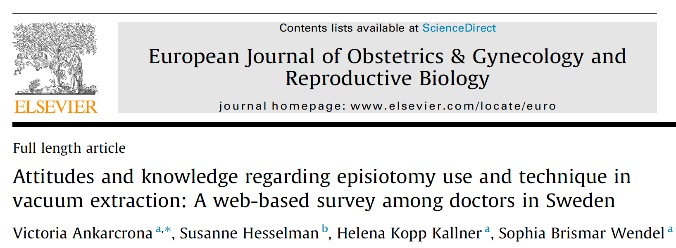 Contents lists available at ScienceDirect
European Journal of Obstetrics & Gynecology and
Reproductive Biology
ELSEVIER
journal homepage: www.elsevier.com/locate/euro
Full length article
Attitudes and knowledge regarding episiotomy use and technique in
vacuum extraction: A web-based survey among doctors in Sweden
Victoria Ankarcrona a,*, Susanne Hesselman b, Helena Kopp Kallner a, Sophia Brismar Wendel a